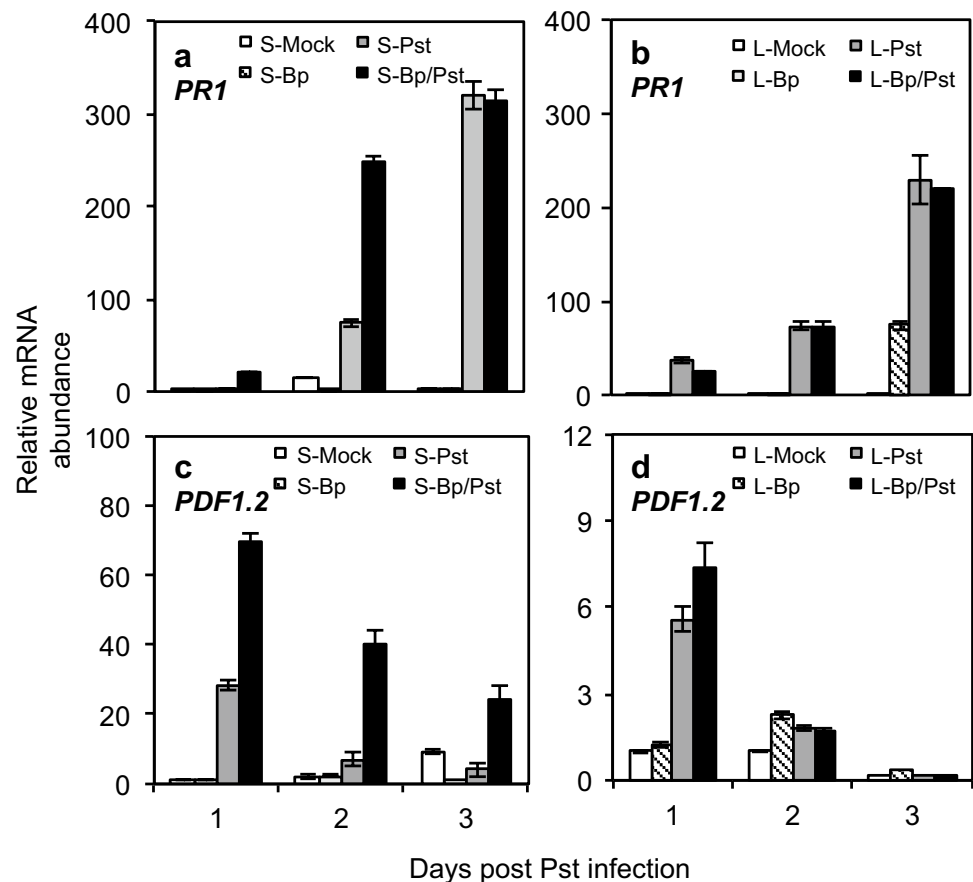 Relative mRNA
abundance
400
300
200
100
0
a
S-Mock S-Pst
S-Bp S-Bp/Pst
PR1
400
300
200
100
0
b
L-Mock L-Pst
L-Bp L-Bp/Pst
PR1
100
80
60
40
20
0
c
S-Mock S-Pst
S-Bp S-Bp/Pst
PDF1.2
12
9
6
3
0
d
L-Mock L-Pst
L-Bp L-Bp/Pst
PDF1.2
1 2 3
1 2 3
Days post Pst infection